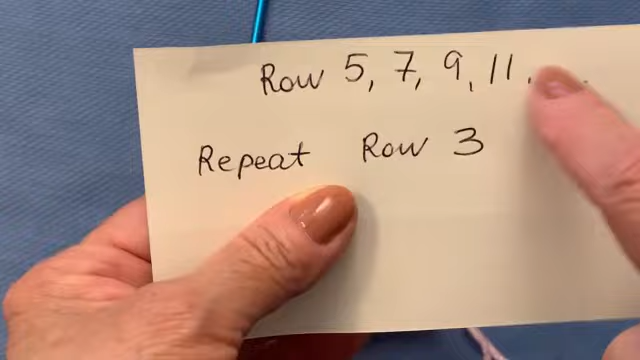 Row 5, 7, 9, 11, . .
Repeat Row 3